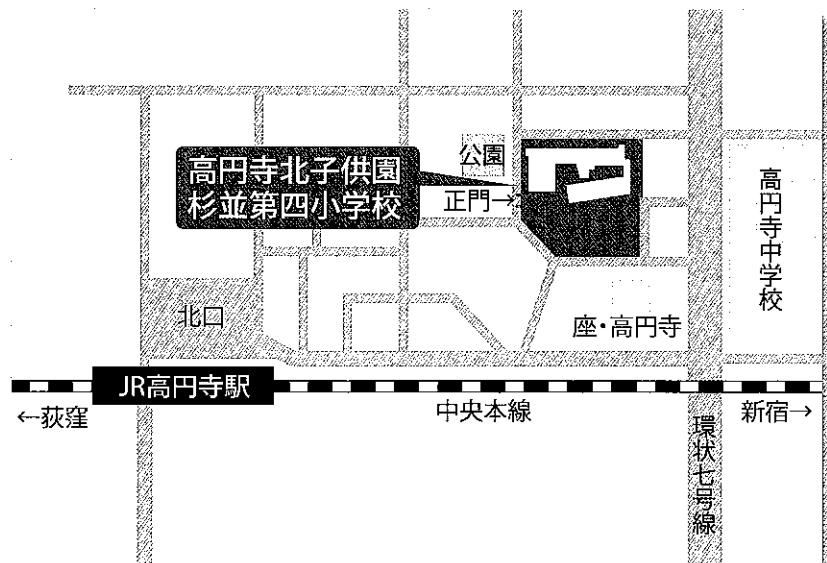 高円寺北子供園
杉並第四小学校
公園
正門→
高円寺中学校
北口
座・高円寺
JR高円寺駅
←荻窪
中央本線
新宿→
環状七号線